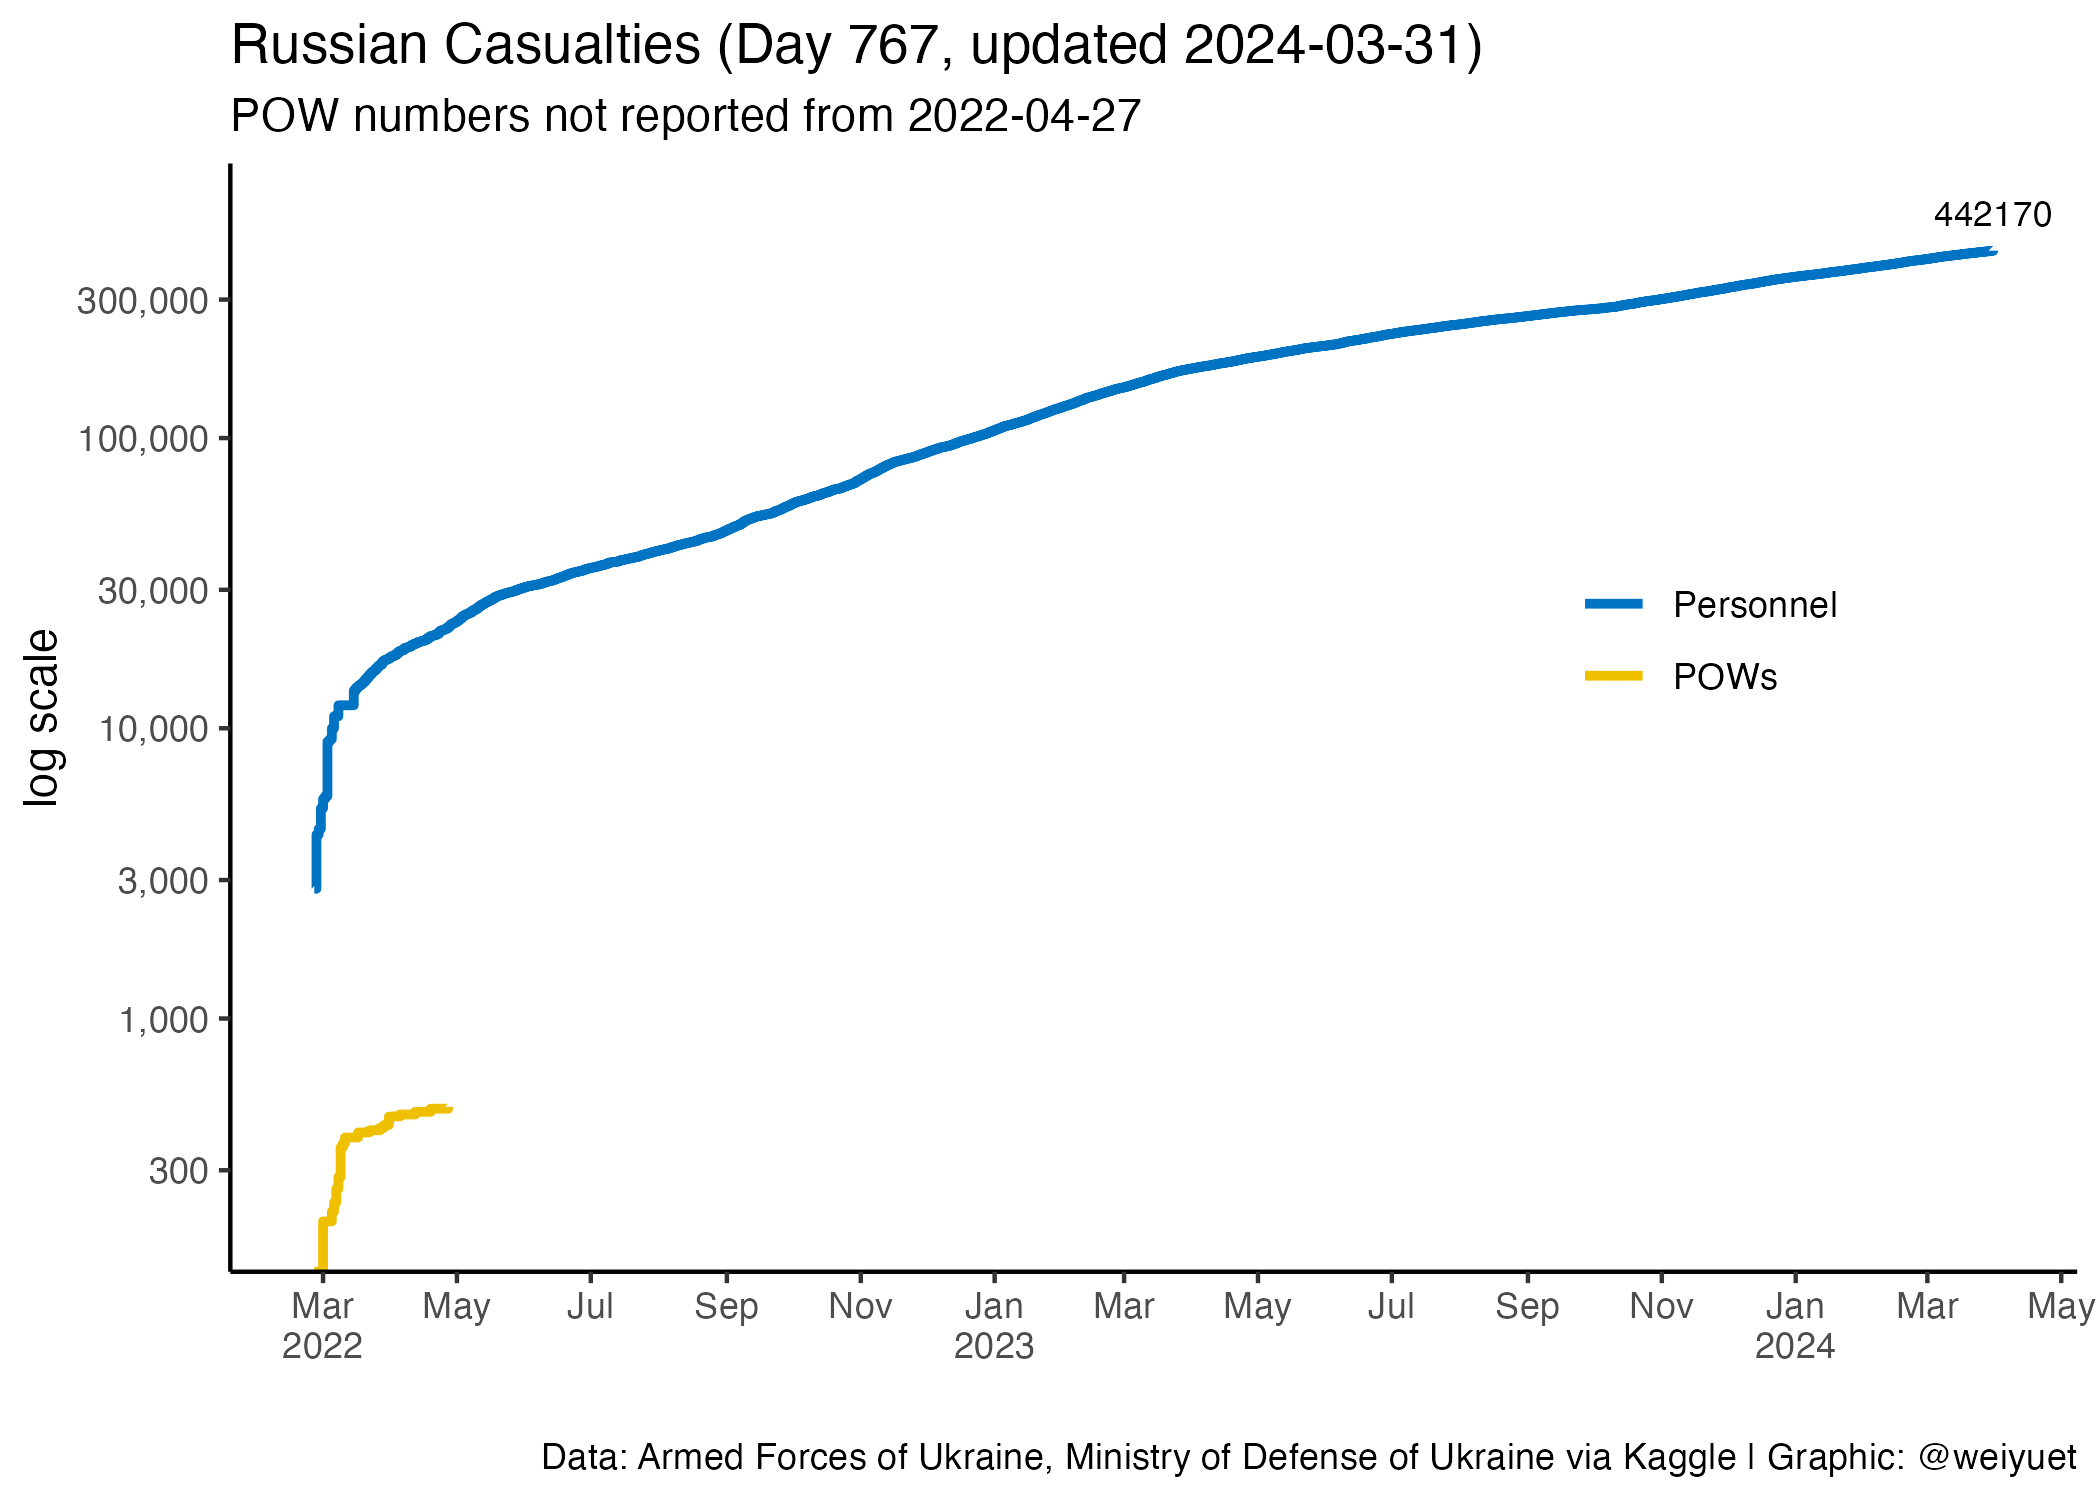 Russian Casualties (Day 767, updated 2024-03-31)
POW numbers not reported from 2022-04-27
442170
300,000
100,000
30,000
10,000
3,000
1,000
300
log scale
Personnel
POWs
Mar May Jul Sep Nov Jan Mar May Jul Sep Nov Jan Mar May
2022 2023 2024
Data: Armed Forces of Ukraine, Ministry of Defense of Ukraine via Kaggle | Graphic: @weiyuet